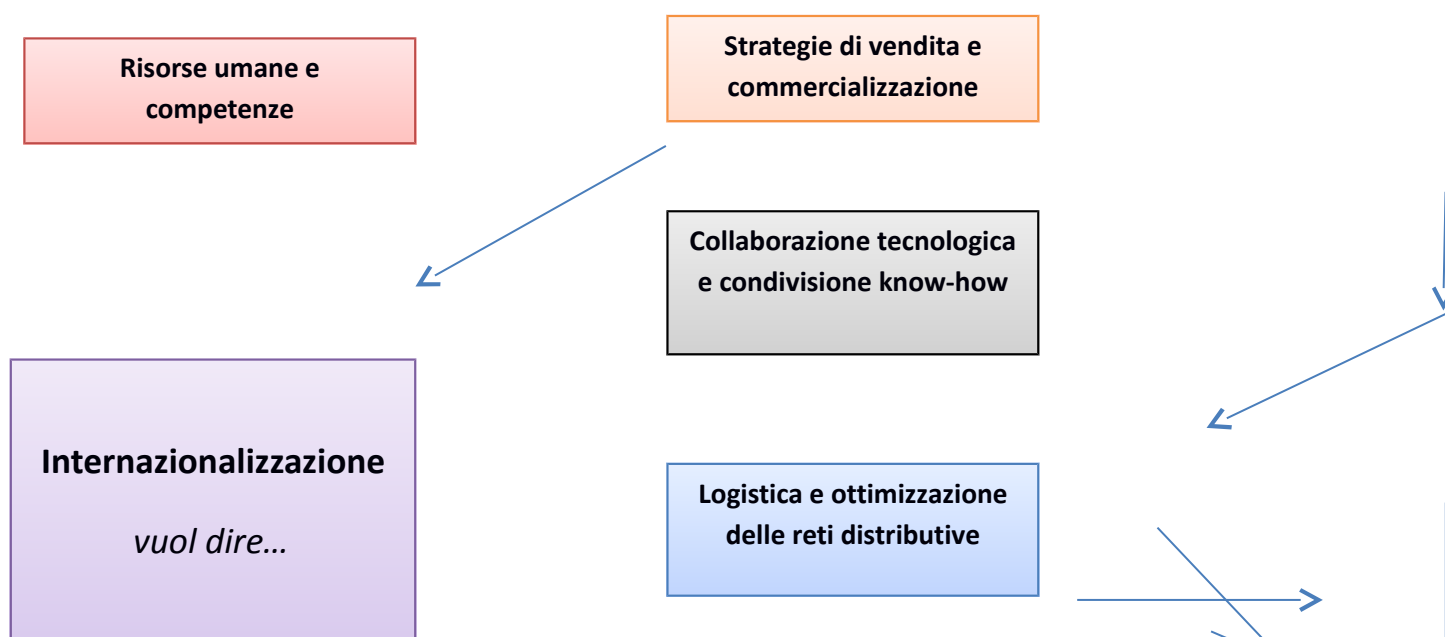 Risorse umane e
competenze
Strategie di vendita e
commercializzazione
Collaborazione tecnologica
e condivisione know-how
Internazionalizzazione
vuol dire…
Logistica e ottimizzazione
delle reti distributive